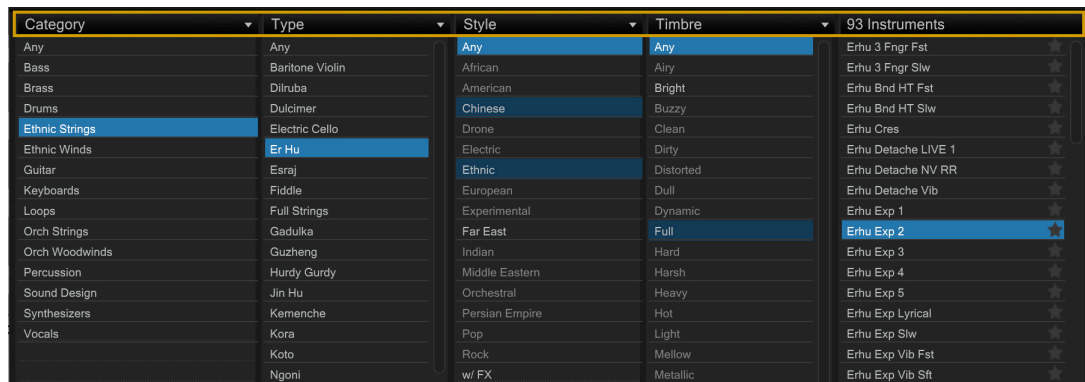 Category
Any
Bass
Brass
Drums
Ethnic Strings
Ethnic Winds
Guitar
Keyboards
Loops
Orch Strings
Orch Woodwinds
Percussion
Sound Design
Synthesizers
Vocals
Type
Any
Baritone Violin
Dilruba
Dulcimer
Electric Cello
Er Hu
Esraj
Fiddle
Full Strings
Gadulka
Guzheng
Hurdy Gurdy
Jin Hu
Kemenche
Kora
Koto
Ngoni
Style
Any
African
American
Chinese
Drone
Electric
Ethnic
European
Experimental
Far East
Indian
Middle Eastern
Orchestral
Persian Empire
Pop
Rock
w/ FX
Timbre
Any
Airy
Bright
Buzzy
Clean
Dirty
Distorted
Dull
Dynamic
Full
Hard
Harsh
Heavy
Hot
Light
Mellow
Metallic
93 Instruments
Erhu 3 Fngr Fst
Erhu 3 Fngr Slw
Erhu Bnd HT Fst
Erhu Bnd HT Slw
Erhu Cres
Erhu Detache LIVE 1
Erhu Detache NV RR
Erhu Detache Vib
Erhu Exp 1
Erhu Exp 2
Erhu Exp 3
Erhu Exp 4
Erhu Exp 5
Erhu Exp Lyrical
Erhu Exp Slw
Erhu Exp Vib Fst
Erhu Exp Vib Sft